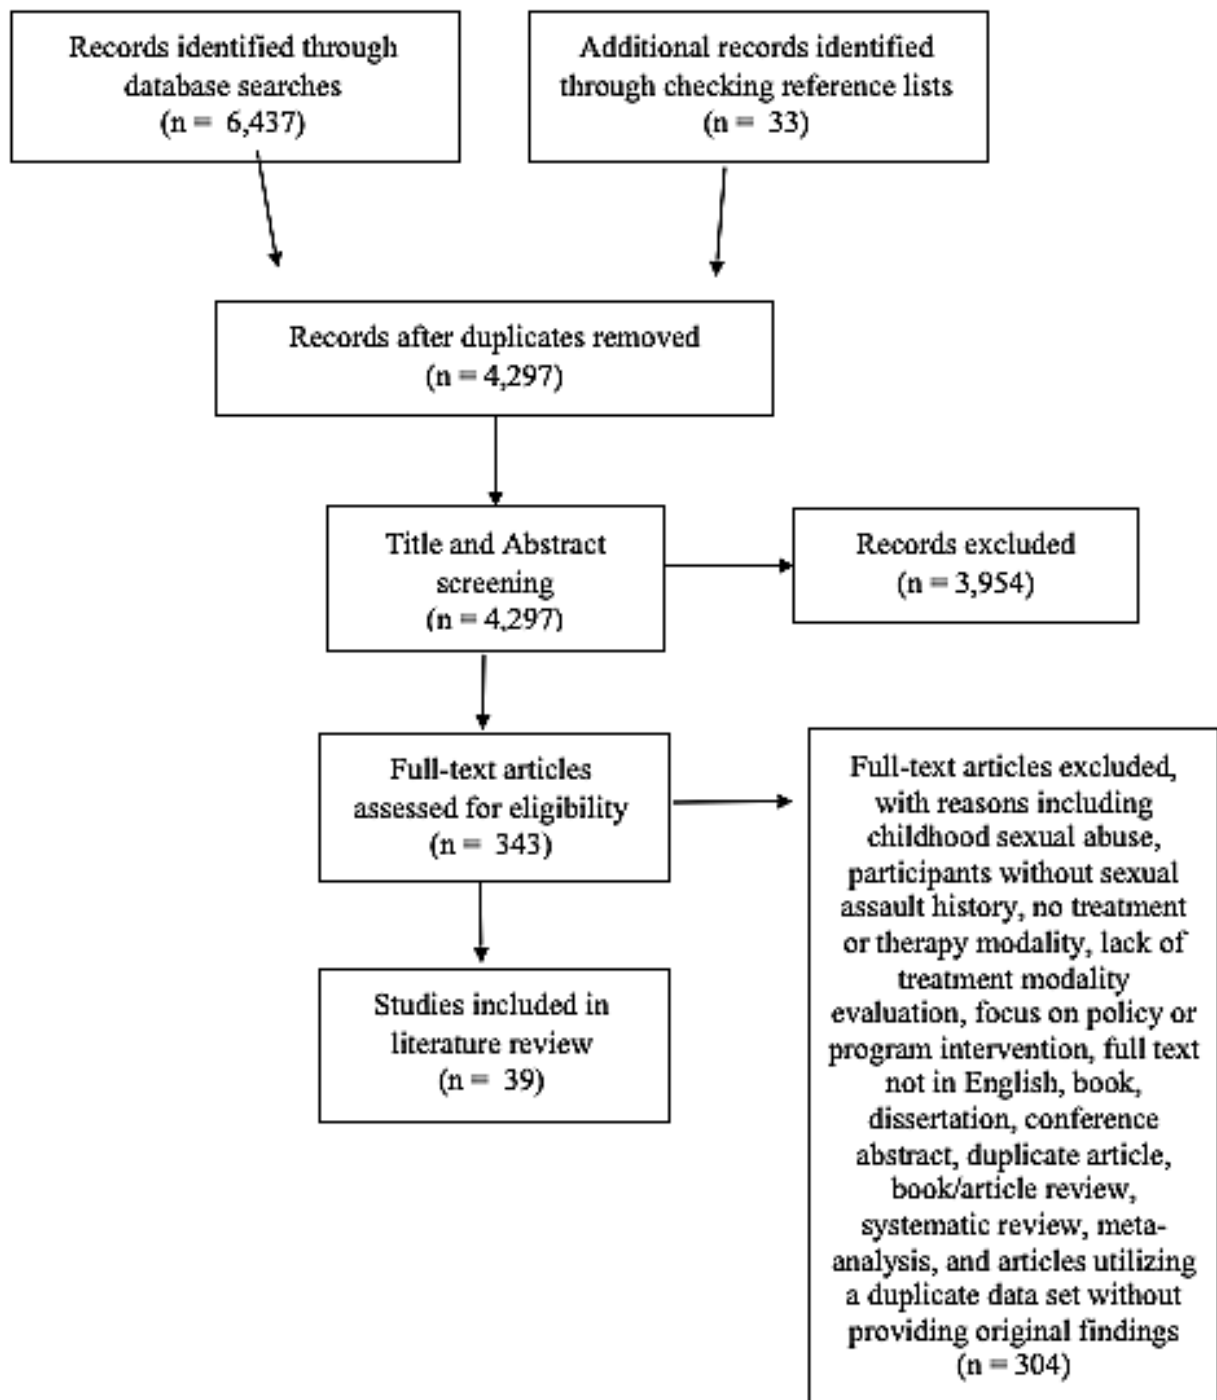 Records identified through
database searches
(n = 6,437)
Additional records identified
through checking reference lists
(n = 33)
Records after duplicates removed
(n = 4,297)
Title and Abstract
screening
(n = 4,297)
Records excluded
(n = 3,954)
Full-text articles
assessed for eligibility
(n = 343)
Full-text articles excluded,
with reasons including
childhood sexual abuse,
participants without sexual
assault history, no treatment
or therapy modality, lack of
treatment modality
evaluation, focus on policy or
program intervention, full text
not in English, book,
dissertation, conference
abstract, duplicate article,
book/article review,
systematic review, meta-
analysis, and articles utilizing
a duplicate data set without
providing original findings
(n = 304)
Studies included in
literature review
(n = 39)